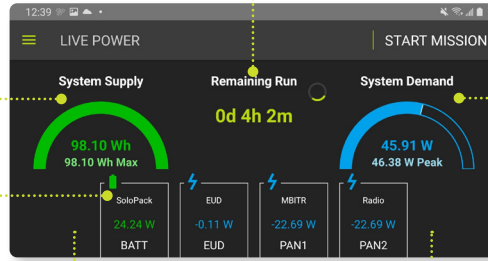 12:39
LIVE POWER
START MISSION
System Supply
Remaining Run
System Demand
0d 4h 2m
98.10 Wh
98.10 Wh Max
45.91 W
46.38 W Peak
SoloPack
EUD
MBITR
Radio
24.24 W
-0.11 W
-22.69 W
-22.69 W
BATT
EUD
PAN1
PAN2